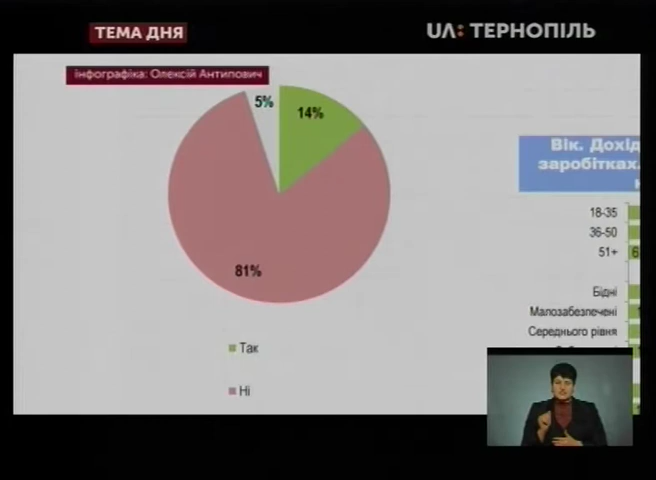 ТЕМА ДНЯ
UA: ТЕРНОПІЛЬ
інфографіка: Олексій Антипович
5%
14%
81%
Так
Ні
Вік. Дохід
заробітках.
18-35
36-50
51+
6
Бідні
Малозабезпечені
Середнього рівня